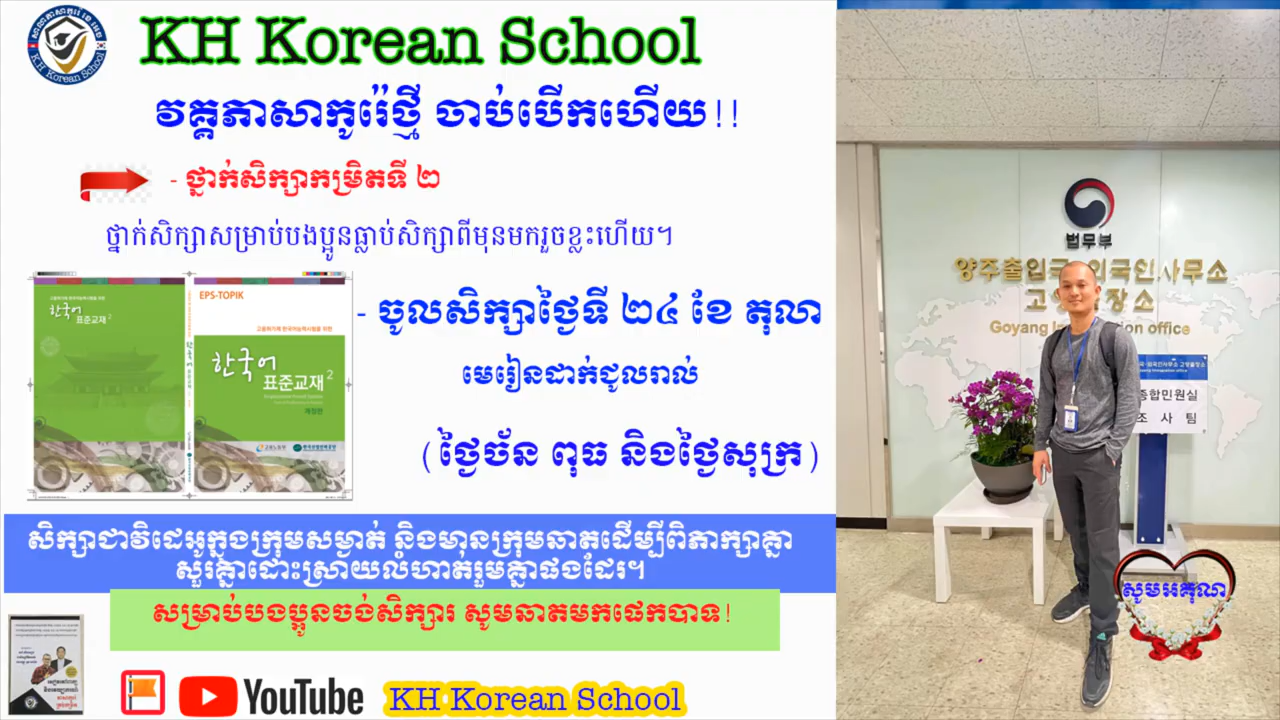 KH Korean School
វគ្គភាសាកូរ៉េថ្មី ចាប់បើកហើយ!!
- ថ្នាក់សិក្សាកម្រិតទី ២
ថ្នាក់សិក្សាសម្រាប់បងប្អូនធ្លាប់សិក្សាពីមុនមករួចខ្លះហើយ។
한국어
표준교재 2
EPS-TOPIK
한국어
표준교재 2
개정판
- ចូលសិក្សាថ្ងៃទី ២៤ ខែ តុលា
មេរៀនដាក់ជូលរាល់
(ថ្ងៃច័ន ពុធ និងថ្ងៃសុក្រ)
សិក្សាជាវិដេអូក្នុងក្រុមសម្ងាត់ និងមានក្រុមឆាតដើម្បីពិភាក្សាគ្នា
សួរគ្នាដោះស្រាយលំហាត់រួមគ្នាផងដែរ។
សម្រាប់បងប្អូនចង់សិក្សារ សូមឆាតមកផេកបាទ!
YouTube
KH Korean School
법무부
양주출입국·외국인사무소
고양 장소
Goyang office
종합민원실
조 사 팀
សូមអរគុណ